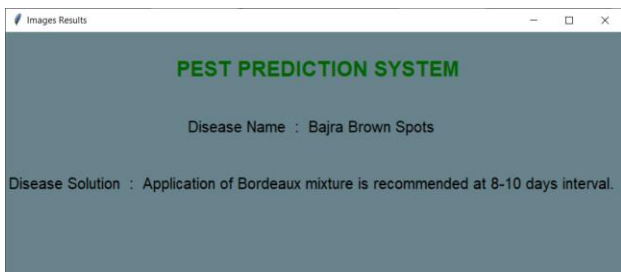 Images Results
PEST PREDICTION SYSTEM
Disease Name : Bajra Brown Spots
Disease Solution : Application of Bordeaux mixture is recommended at 8-10 days interval.